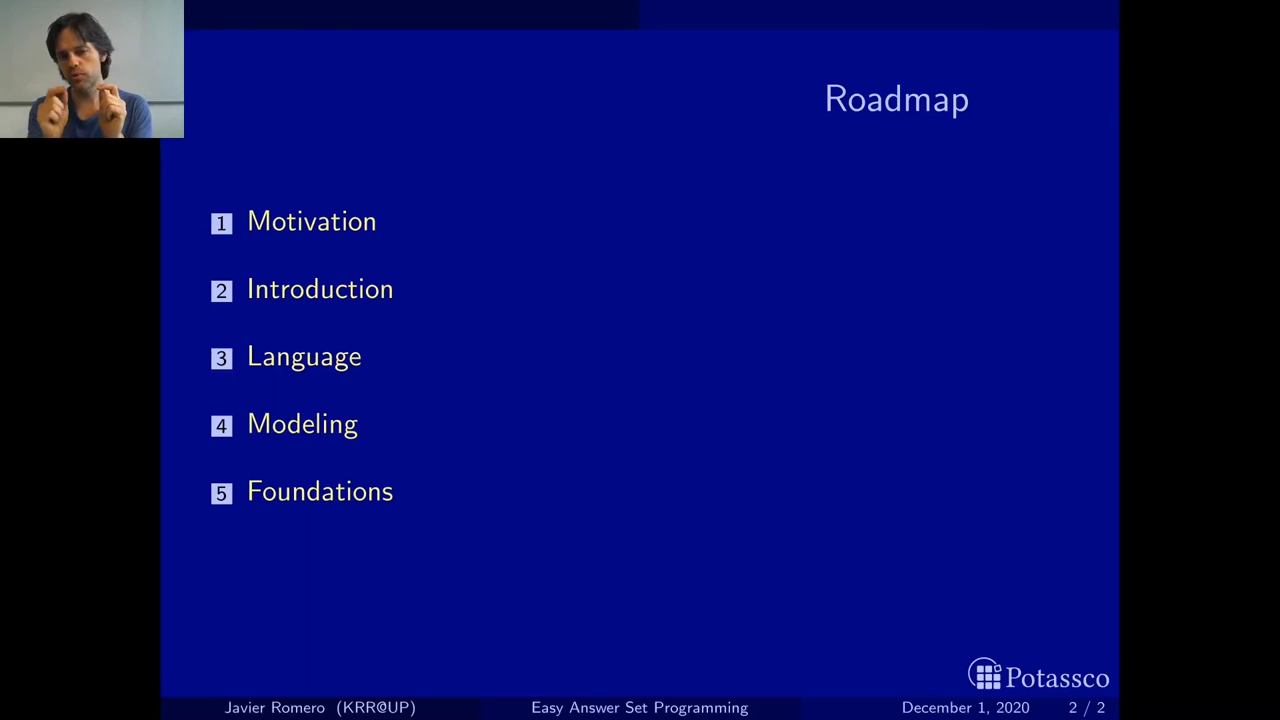 Roadmap
1 Motivation
2 Introduction
3 Language
4 Modeling
5 Foundations
Potassco
Javier Romero (KRR@UP) Easy Answer Set Programming December 1, 2020 2 / 2